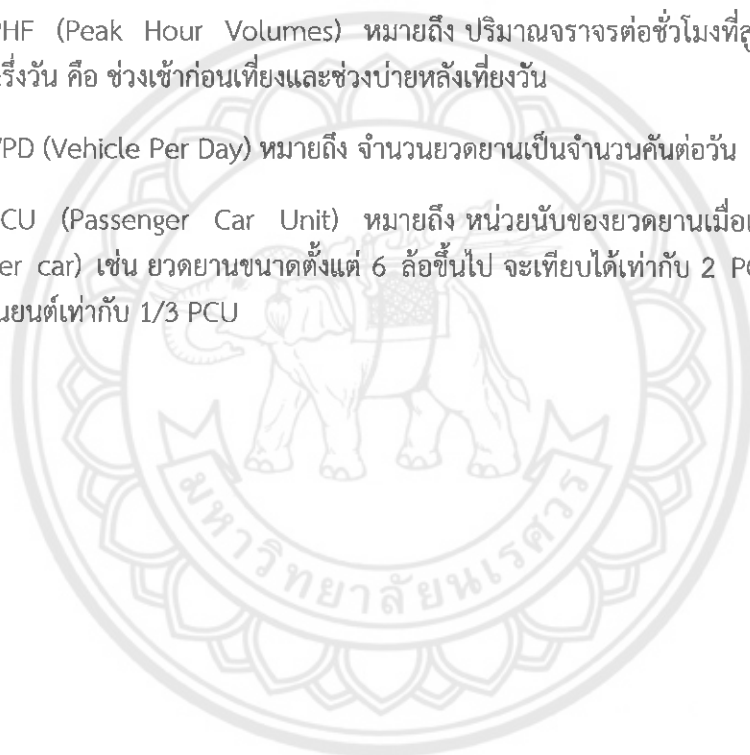 PHF (Peak Hour Volumes) หมายถึง ปริมาณจราจรต่อชั่วโมงที่สู
ะรึ่งวัน คือ ช่วงเช้าก่อนเที่ยงและช่วงบ่ายหลังเที่ยงวัน
VPD (Vehicle Per Day) หมายถึง จำนวนยวดยานเป็นจำนวนคันต่อวัน
CU (Passenger Car Unit) หมายถึง หน่วยนับของยวดยานเมื่อเ
er car) เช่น ยวดยานขนาดตั้งแต่ 6 ล้อขึ้นไป จะเทียบได้เท่ากับ 2 PC
นยนต์เท่ากับ 1/3 PCU
มหาวิทยาลัยนเรศวร